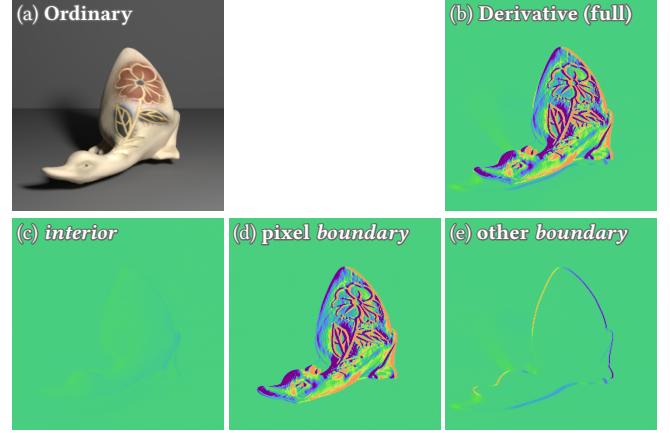 (a) Ordinary
(b) Derivative (full)
(c) interior
(d) pixel boundary
(e) other boundary